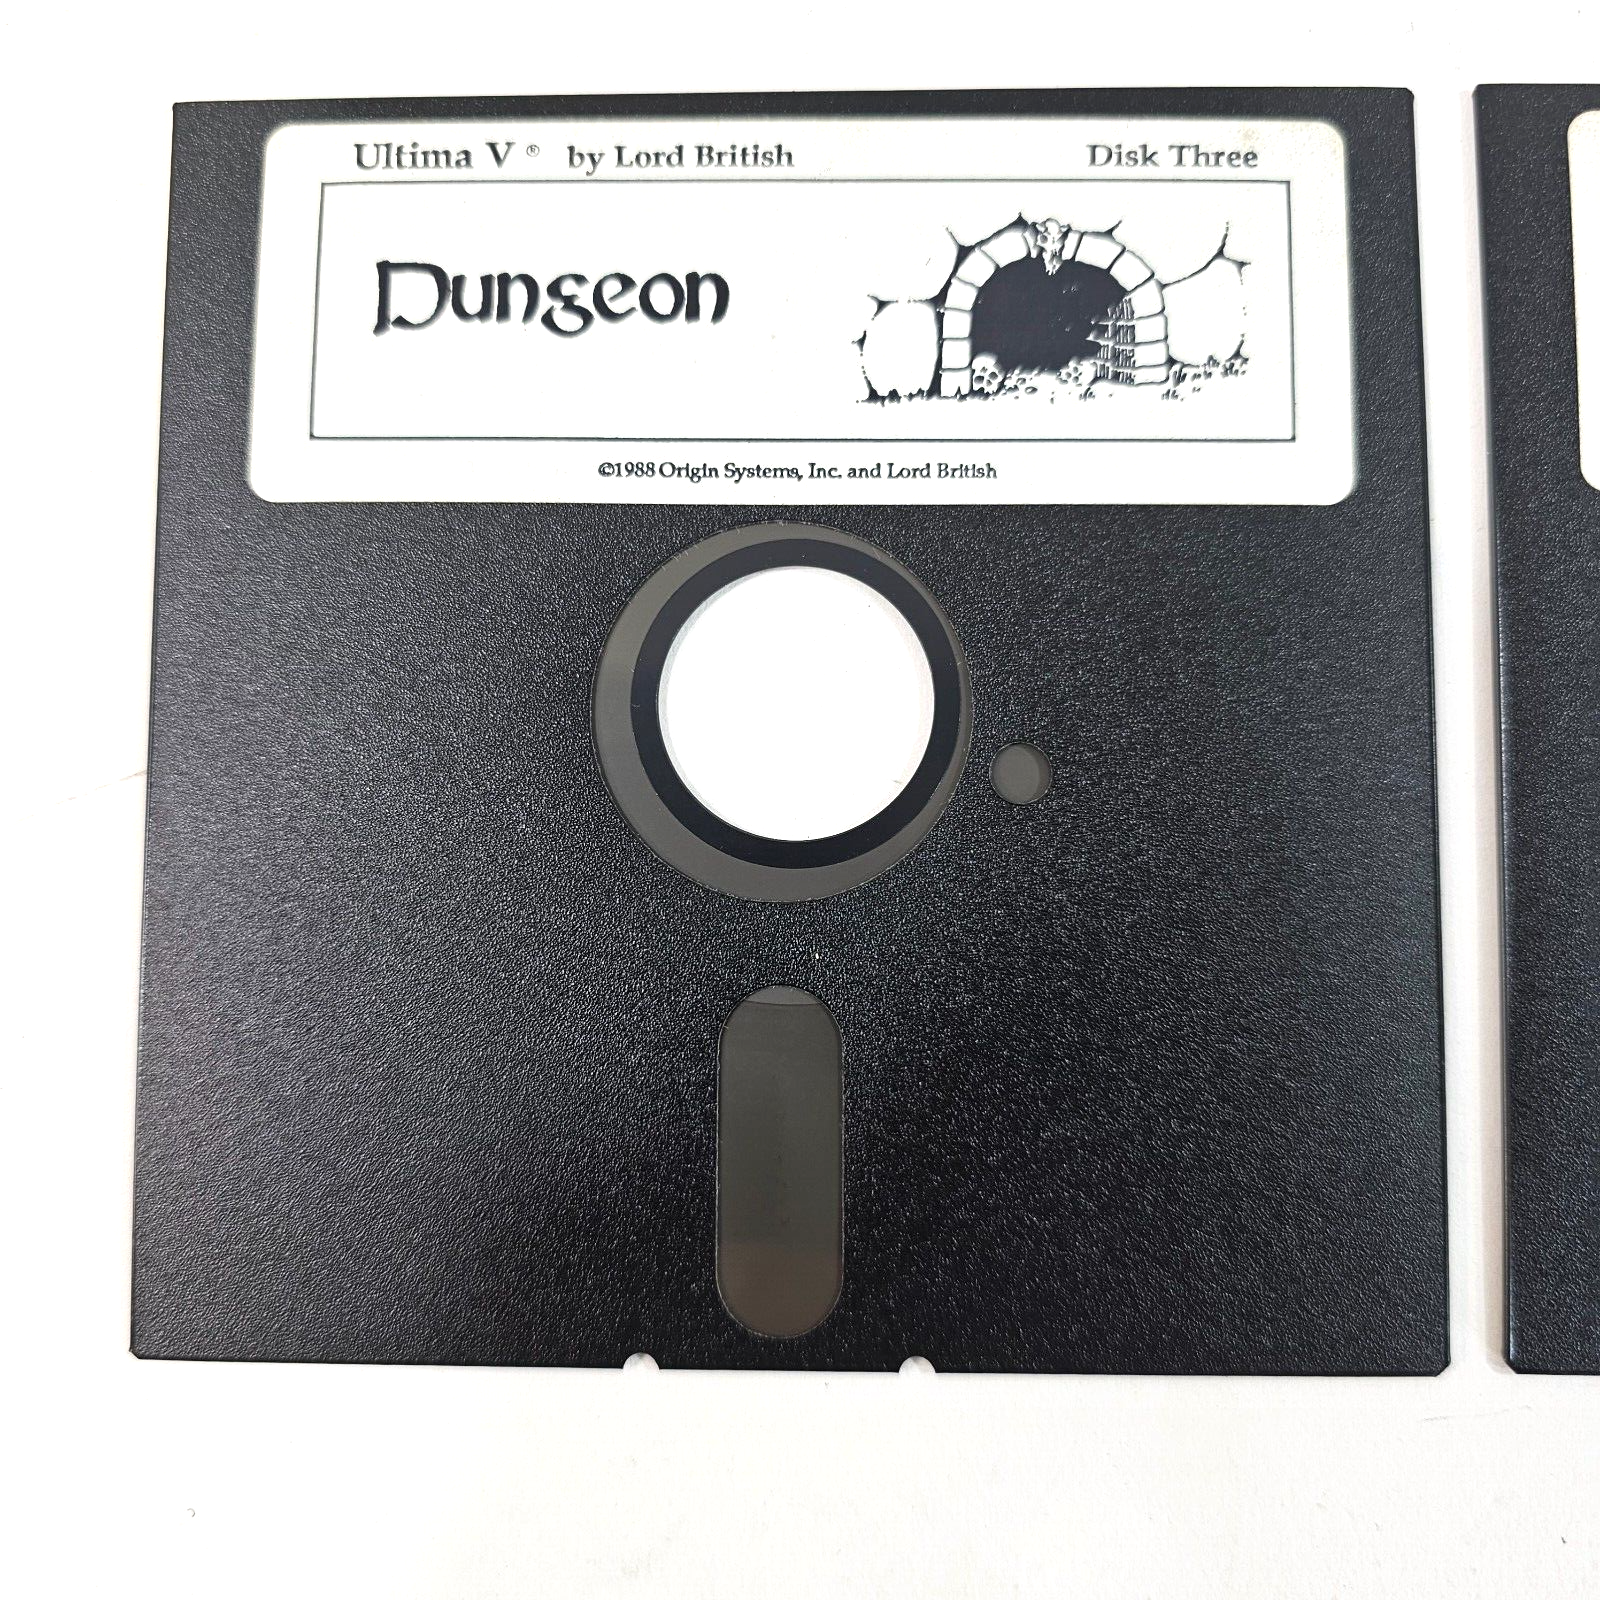 Ultima V ® by Lord British Disk Three
Dungeon
©1988 Origin Systems, Inc. and Lord British